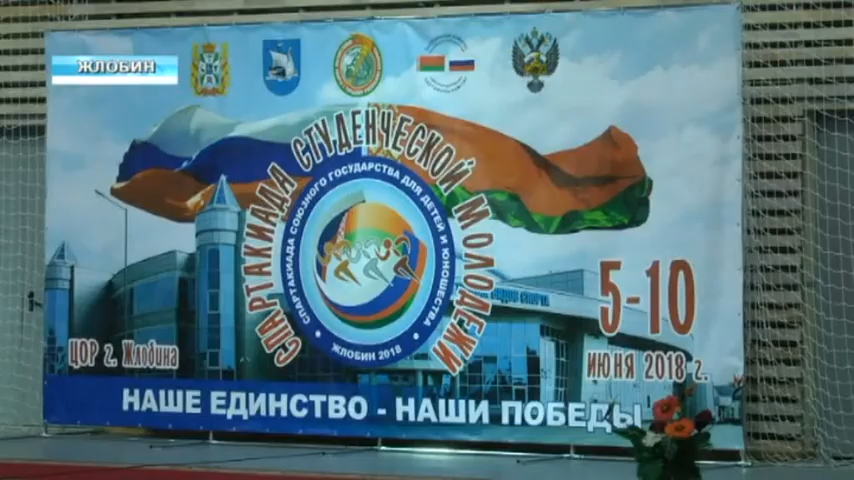 ЖЛОБИН
СПАРТАКИАДА СТУДЕНЧЕСКОЙ МОЛОДЕЖИ
СПАРТАКИАДА СОЮЗНОГО ГОСУДАРСТВА ДЛЯ ДЕТЕЙ И ЮНОШЕСТВА
ЖЛОБИН 2018
5-10
ИЮНЯ 2018 г.
ЦОР г. Жлобина
НАШЕ ЕДИНСТВО - НАШИ ПОБЕДЫ